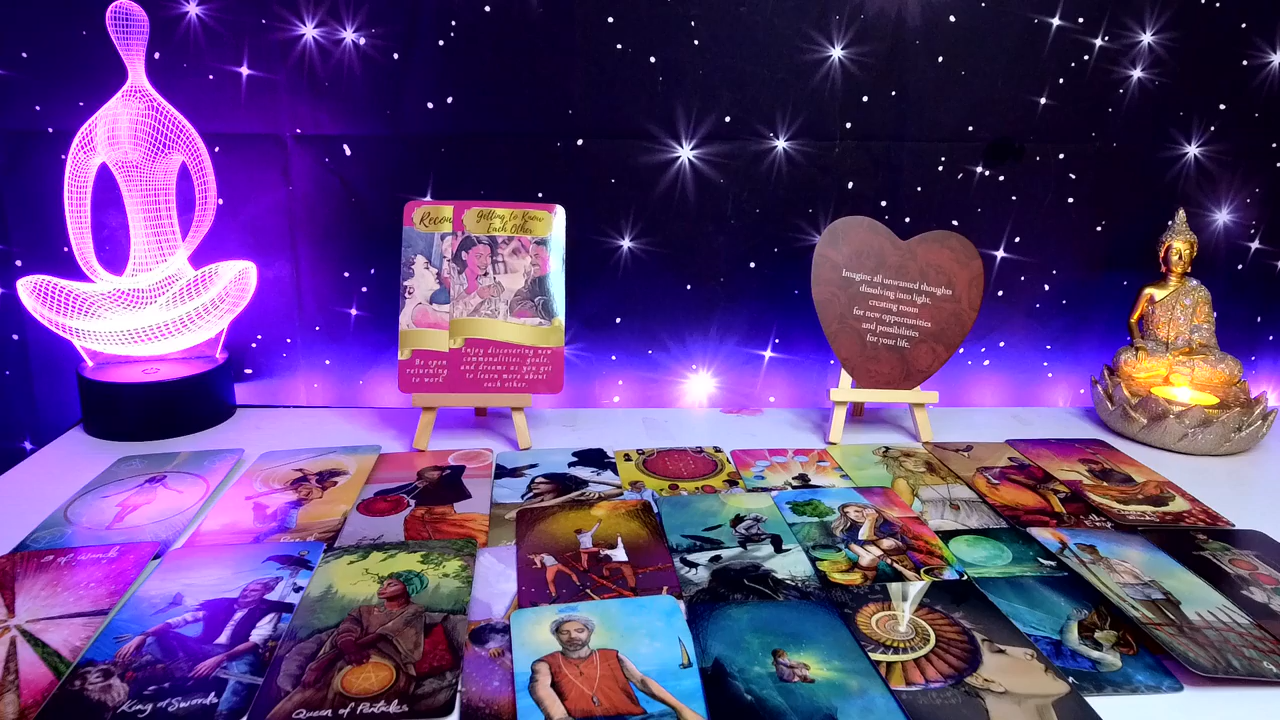 Recon
Getting to Know
Each Other
Be open
returning
to work
Enjoy discovering new
commonalities, goals,
and dreams as you get
to learn more about
each other.
Imagine all unwanted thoughts
dissolving into light,
creating room
for new opportunities
and possibilities
for your life.
8 of Wands
King of Swords
Queen of Pentacles